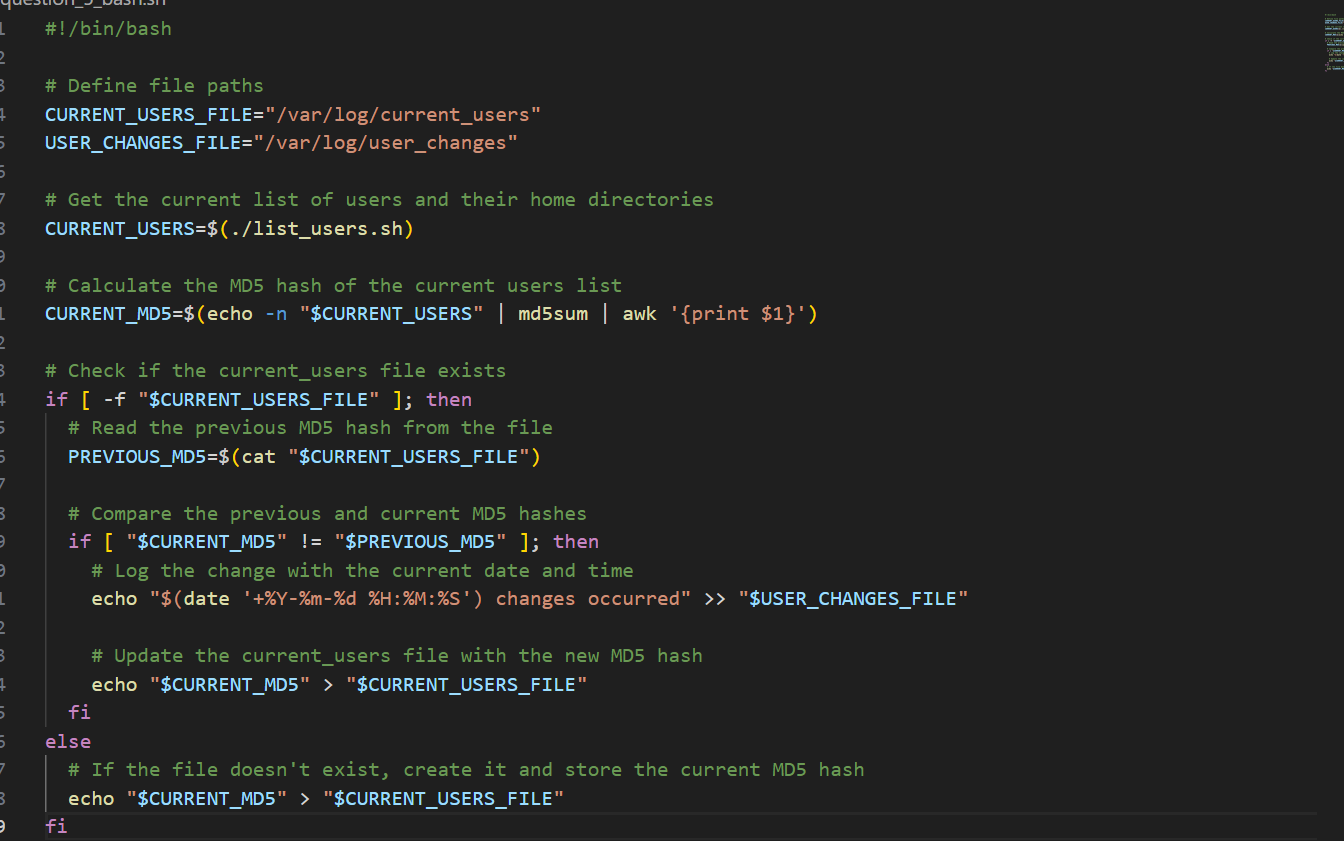 question_5_bash.sh
#!/bin/bash
# Define file paths
CURRENT_USERS_FILE="/var/log/current_users"
USER_CHANGES_FILE="/var/log/user_changes"
# Get the current list of users and their home directories
CURRENT_USERS=$(./list_users.sh)
# Calculate the MD5 hash of the current users list
CURRENT_MD5=$(echo -n "$CURRENT_USERS" | md5sum | awk '{print $1}')
# Check if the current_users file exists
if [ -f "$CURRENT_USERS_FILE" ]; then
# Read the previous MD5 hash from the file
PREVIOUS_MD5=$(cat "$CURRENT_USERS_FILE")
# Compare the previous and current MD5 hashes
if [ "$CURRENT_MD5" != "$PREVIOUS_MD5" ]; then
# Log the change with the current date and time
echo "$(date '+%Y-%m-%d %H:%M:%S') changes occurred" >> "$USER_CHANGES_FILE"
# Update the current_users file with the new MD5 hash
echo "$CURRENT_MD5" > "$CURRENT_USERS_FILE"
fi
else
# If the file doesn't exist, create it and store the current MD5 hash
echo "$CURRENT_MD5" > "$CURRENT_USERS_FILE"
fi